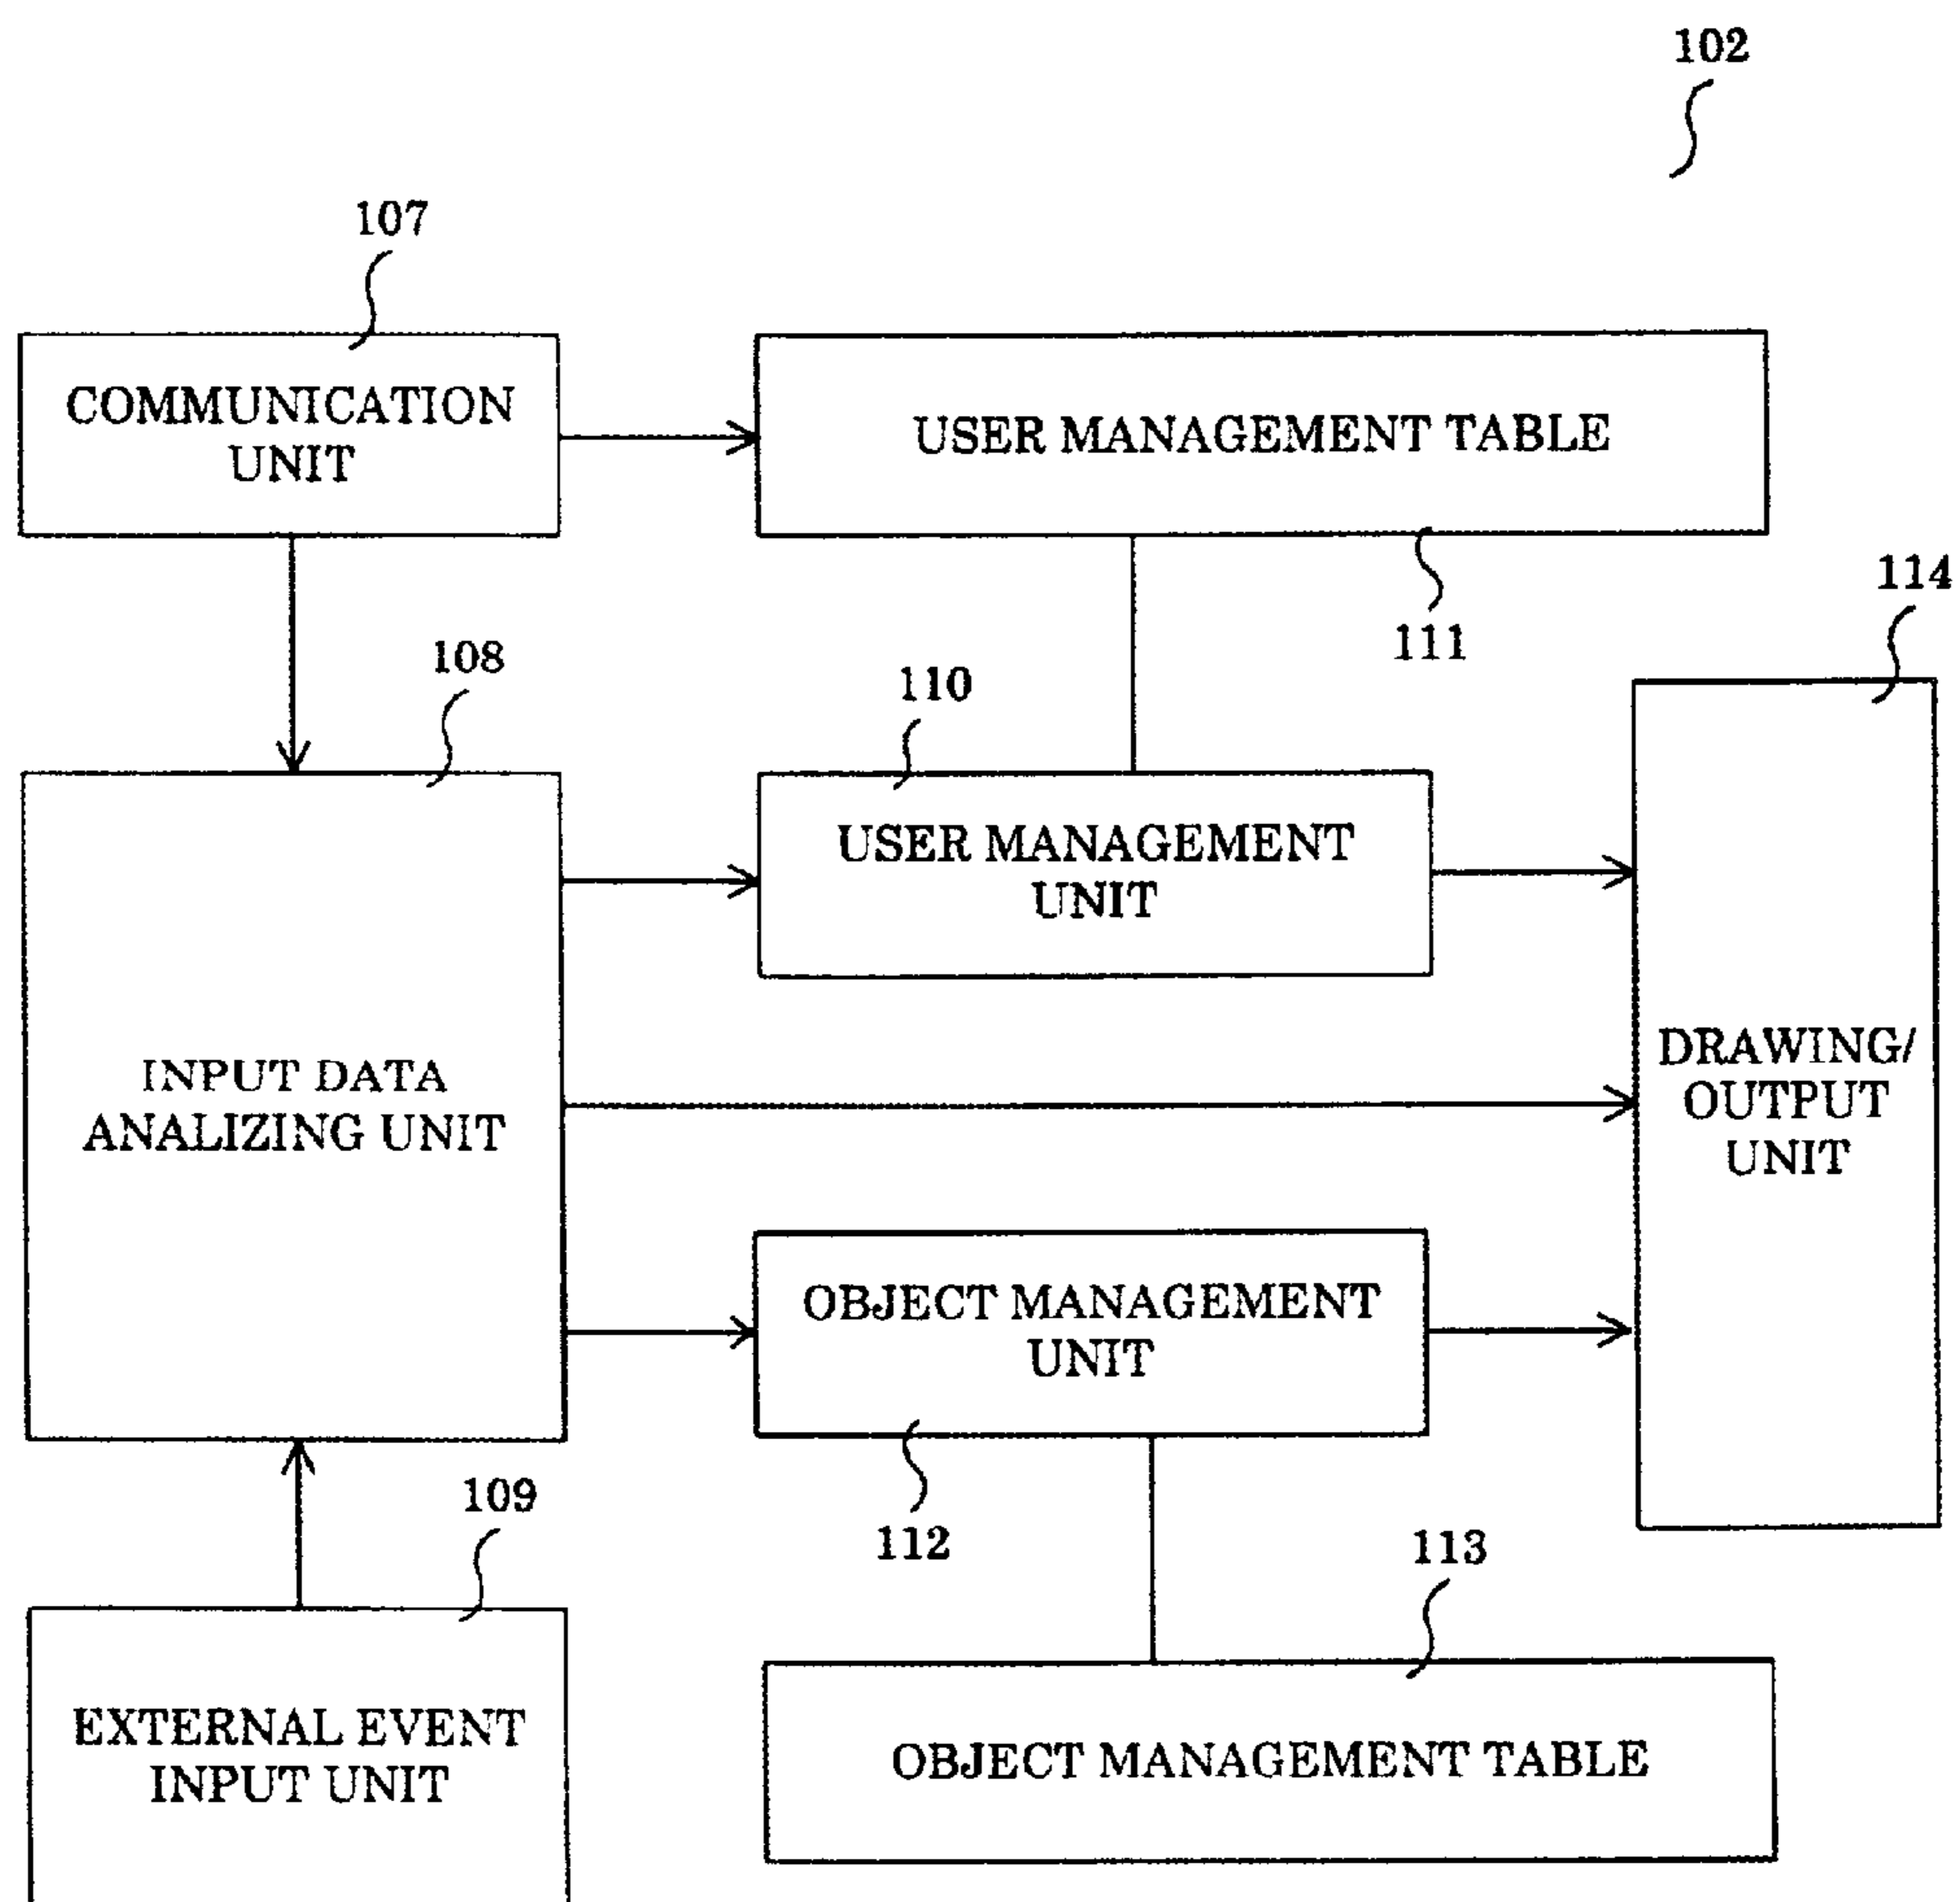 102
107
COMMUNICATION
UNIT
USER MANAGEMENT TABLE
111
114
108
110
USER MANAGEMENT
UNIT
INPUT DATA
ANALIZING UNIT
DRAWING/
OUTPUT
UNIT
OBJECT MANAGEMENT
UNIT
112
109
113
EXTERNAL EVENT
INPUT UNIT
OBJECT MANAGEMENT TABLE